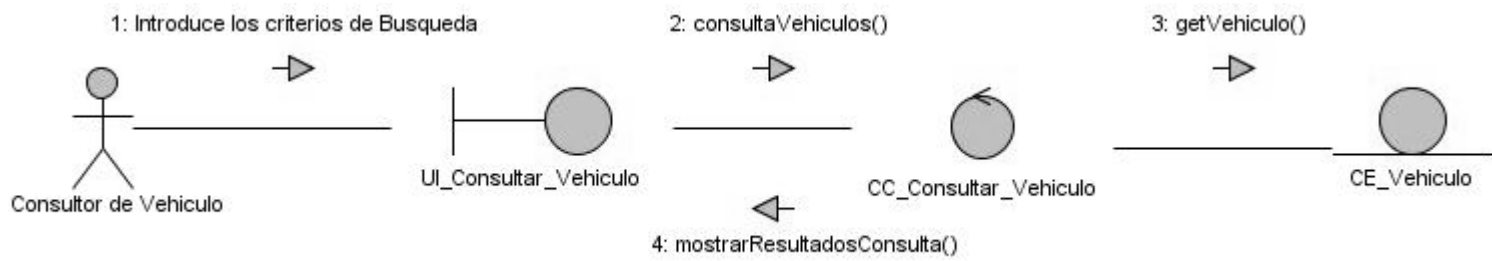 1: Introduce los criterios de Busqueda
2: consultaVehiculos()
3: getVehiculo()
Consultor de Vehiculo
UI_Consultar_Vehiculo
CC_Consultar_Vehiculo
CE_Vehiculo
4: mostrarResultadosConsulta()